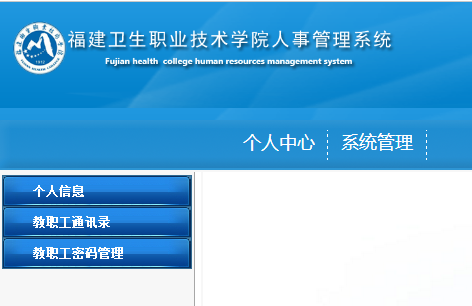 福建卫生职业技术学院人事管理系统
Fujian health college human resources management system
个人中心 系统管理
个人信息
教职工通讯录
教职工密码管理